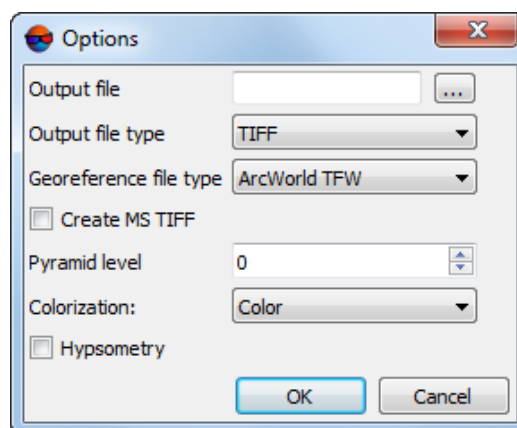 Options
Output file ...
Output file type TIFF
Georeference file type ArcWorld TFW
Create MS TIFF
Pyramid level 0
Colorization: Color
Hypsometry
OK Cancel